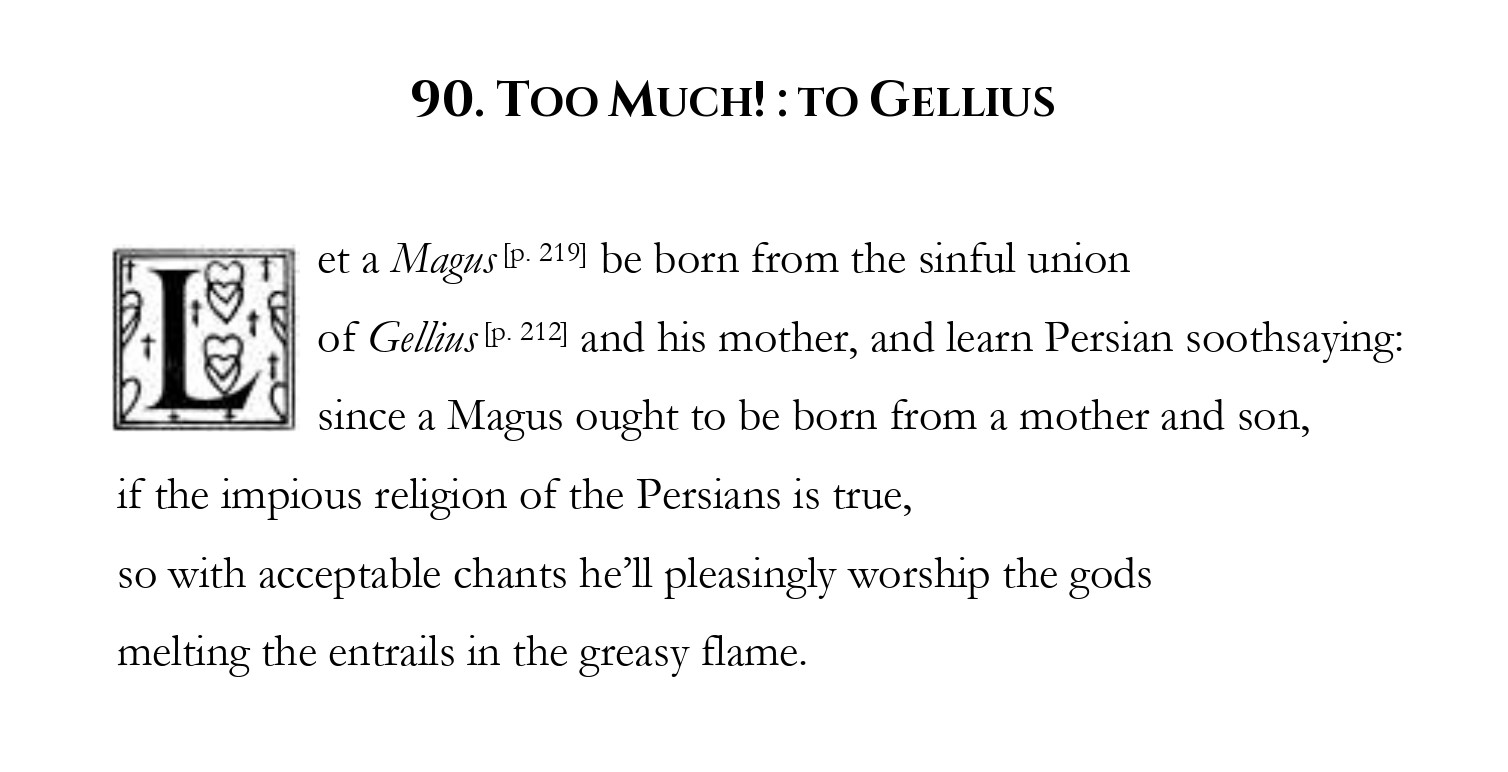 90. Too Much! : to Gellius
Let a Magus [p. 219] be born from the sinful union
of Gellius [p. 212] and his mother, and learn Persian soothsaying:
since a Magus ought to be born from a mother and son,
if the impious religion of the Persians is true,
so with acceptable chants he’ll pleasingly worship the gods
melting the entrails in the greasy flame.